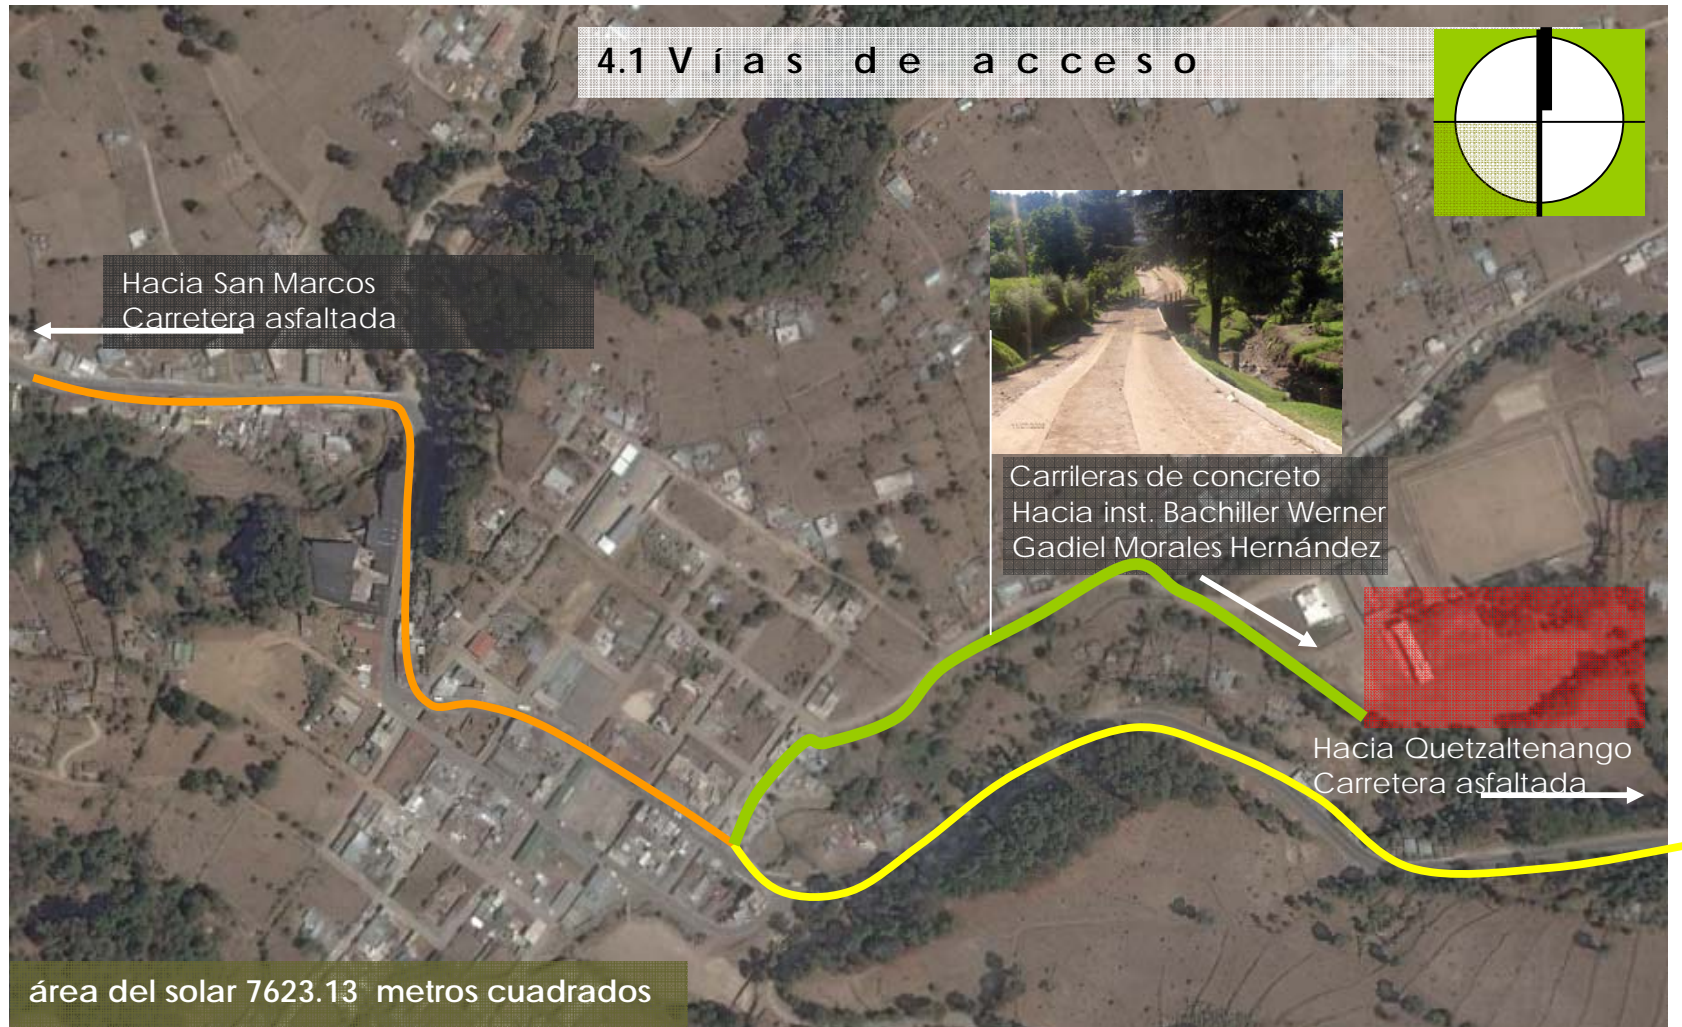 4.1 Vías de acceso
Hacia San Marcos
Carretera asfaltada
Carrileras de concreto
Hacia inst. Bachiller Werner
Gadiel Morales Hernández
Hacia Quetzaltenango
Carretera asfaltada
área del solar 7623.13 metros cuadrados